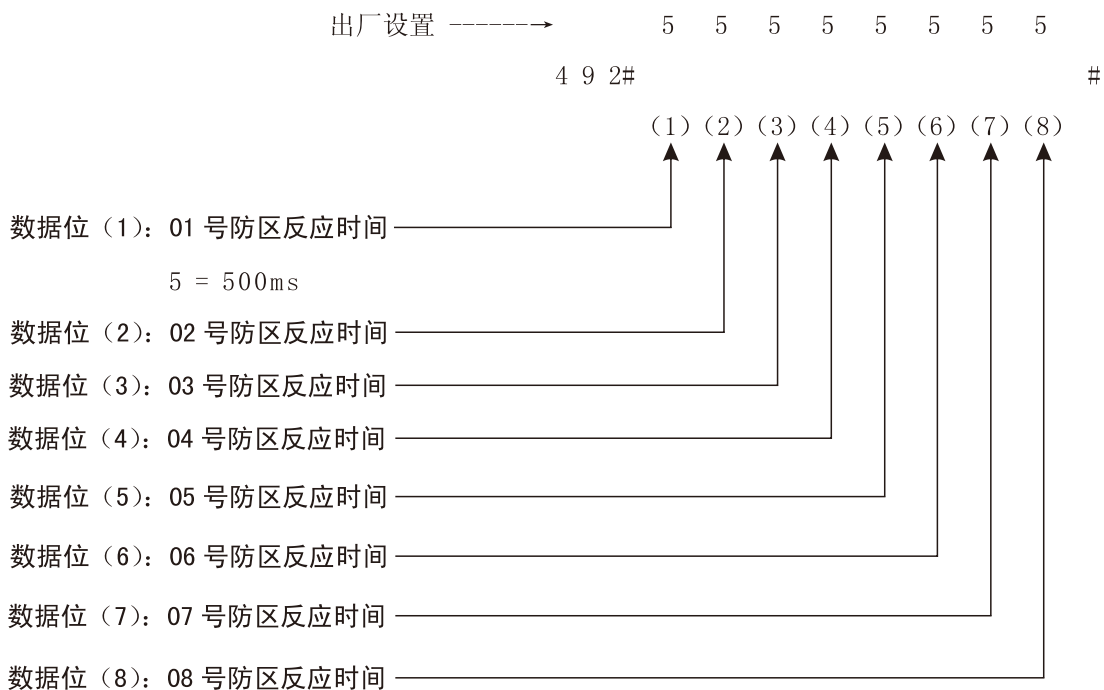 出厂设置 ------→ 5 5 5 5 5 5 5 5
4 9 2# #
(1) (2) (3) (4) (5) (6) (7) (8)
数据位（1）：01 号防区反应时间
5 = 500ms
数据位（2）：02 号防区反应时间
数据位（3）：03 号防区反应时间
数据位（4）：04 号防区反应时间
数据位（5）：05 号防区反应时间
数据位（6）：06 号防区反应时间
数据位（7）：07 号防区反应时间
数据位（8）：08 号防区反应时间